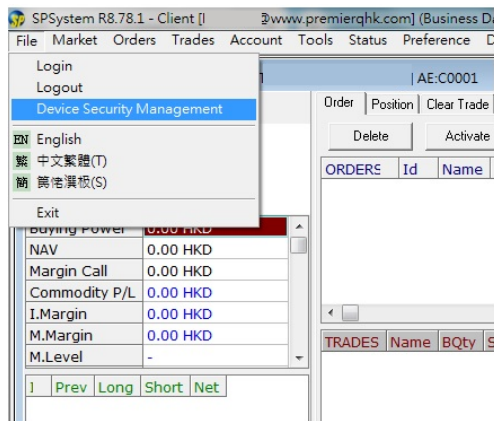 SPSystem R8.78.1 - Client [ @www.premierqhk.com] (Business Da
File Market Orders Trades Account Tools Status Preference
Login
Logout
Device Security Management
EN English
繁 中文繁體(T)
簡 简体漢板(S)
Exit
| AE:C0001
Order Position Clear Trade
Delete Activate
ORDERS Id Name
Buying Power 0.00 HKD
NAV 0.00 HKD
Margin Call 0.00 HKD
Commodity P/L 0.00 HKD
I.Margin 0.00 HKD
M.Margin 0.00 HKD
M.Level -
TRADES Name BQty S
Prev Long Short Net